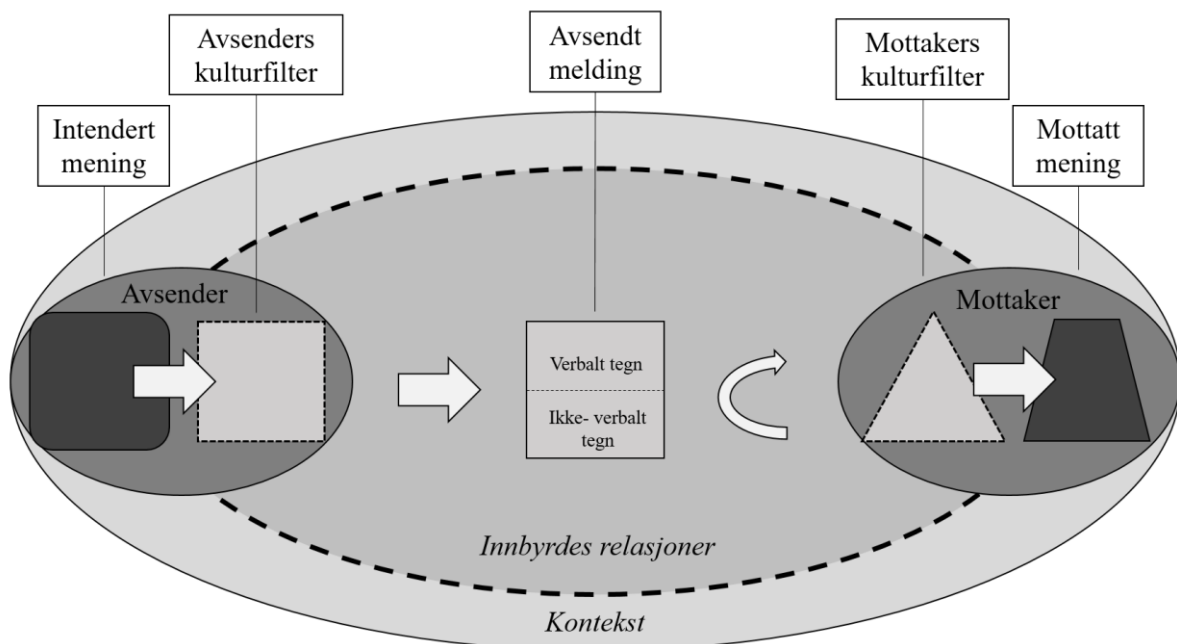 Avsenders
kulturfilter
Avsendt
melding
Mottakers
kulturfilter
Intendert
mening
Mottatt
mening
Avsender
Mottaker
Verbalt tegn
Ikke- verbalt
tegn
Innbyrdes relasjoner
Kontekst